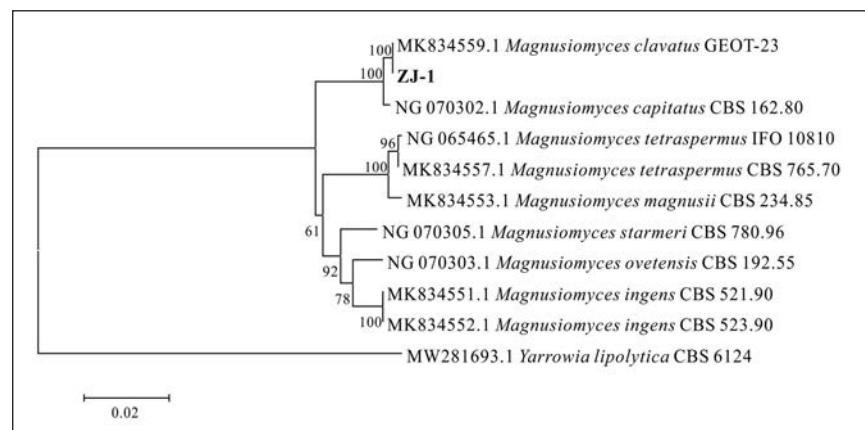 100 MK834559.1 Magnusiomyces clavatus GEOT-23
100 ZJ-1
NG 070302.1 Magnusiomyces capitatus CBS 162.80
96 NG 065465.1 Magnusiomyces tetraspermus IFO 10810
100 MK834557.1 Magnusiomyces tetraspermus CBS 765.70
MK834553.1 Magnusiomyces magnusii CBS 234.85
61 NG 070305.1 Magnusiomyces starmeri CBS 780.96
92 NG 070303.1 Magnusiomyces ovetensis CBS 192.55
78 MK834551.1 Magnusiomyces ingens CBS 521.90
100 MK834552.1 Magnusiomyces ingens CBS 523.90
MW281693.1 Yarrowia lipolytica CBS 6124
0.02